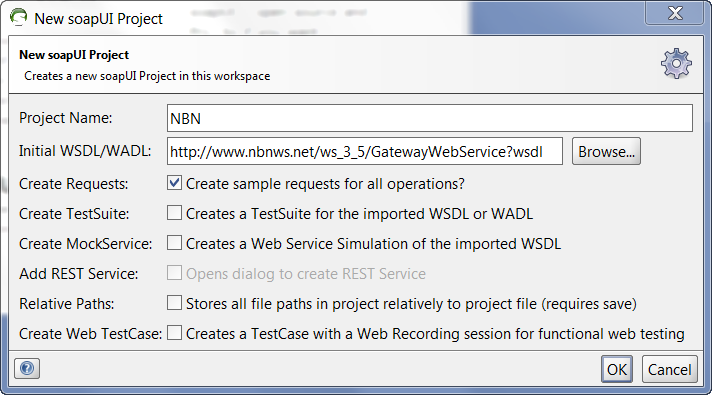 New soapUI Project
New soapUI Project
Creates a new soapUI Project in this workspace
Project Name: NBN
Initial WSDL/WADL: http://www.nbnws.net/ws_3_5/GatewayWebService?wsdl Browse...
Create Requests: Create sample requests for all operations?
Create TestSuite: Creates a TestSuite for the imported WSDL or WADL
Create MockService: Creates a Web Service Simulation of the imported WSDL
Add REST Service: Opens dialog to create REST Service
Relative Paths: Stores all file paths in project relatively to project file (requires save)
Create Web TestCase: Creates a TestCase with a Web Recording session for functional web testing
OK Cancel